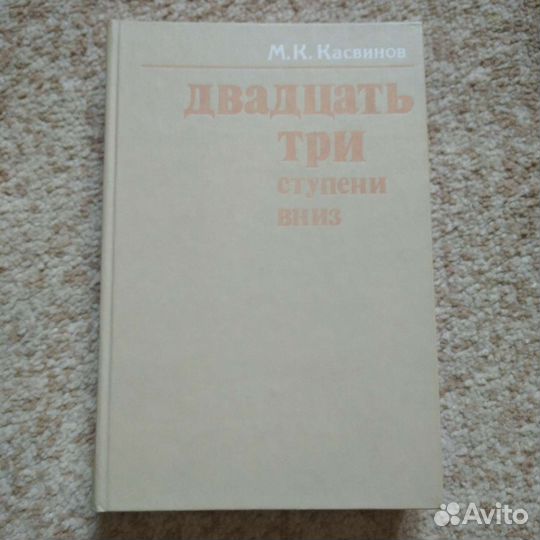 М.К. Касвинов
двадцать
три
ступени
вниз
Avito